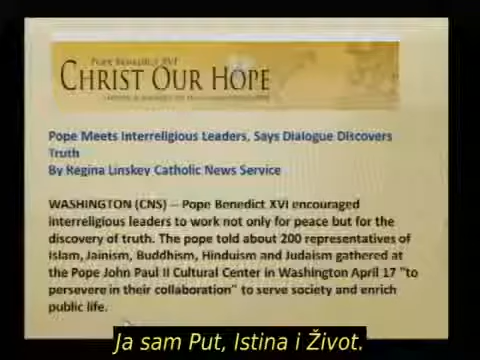 POPE BENEDICT XVI
CHRIST OUR HOPE
Pope Meets Interreligious Leaders, Says Dialogue Discovers
Truth
By Regina Linskey Catholic News Service
WASHINGTON (CNS) -- Pope Benedict XVI encouraged
interreligious leaders to work not only for peace but for the
discovery of truth. The pope told about 200 representatives of
Islam, Jainism, Buddhism, Hinduism and Judaism gathered at
the Pope John Paul II Cultural Center in Washington April 17 "to
persevere in their collaboration" to serve society and enrich
public life.
Ja sam Put, Istina i Život.